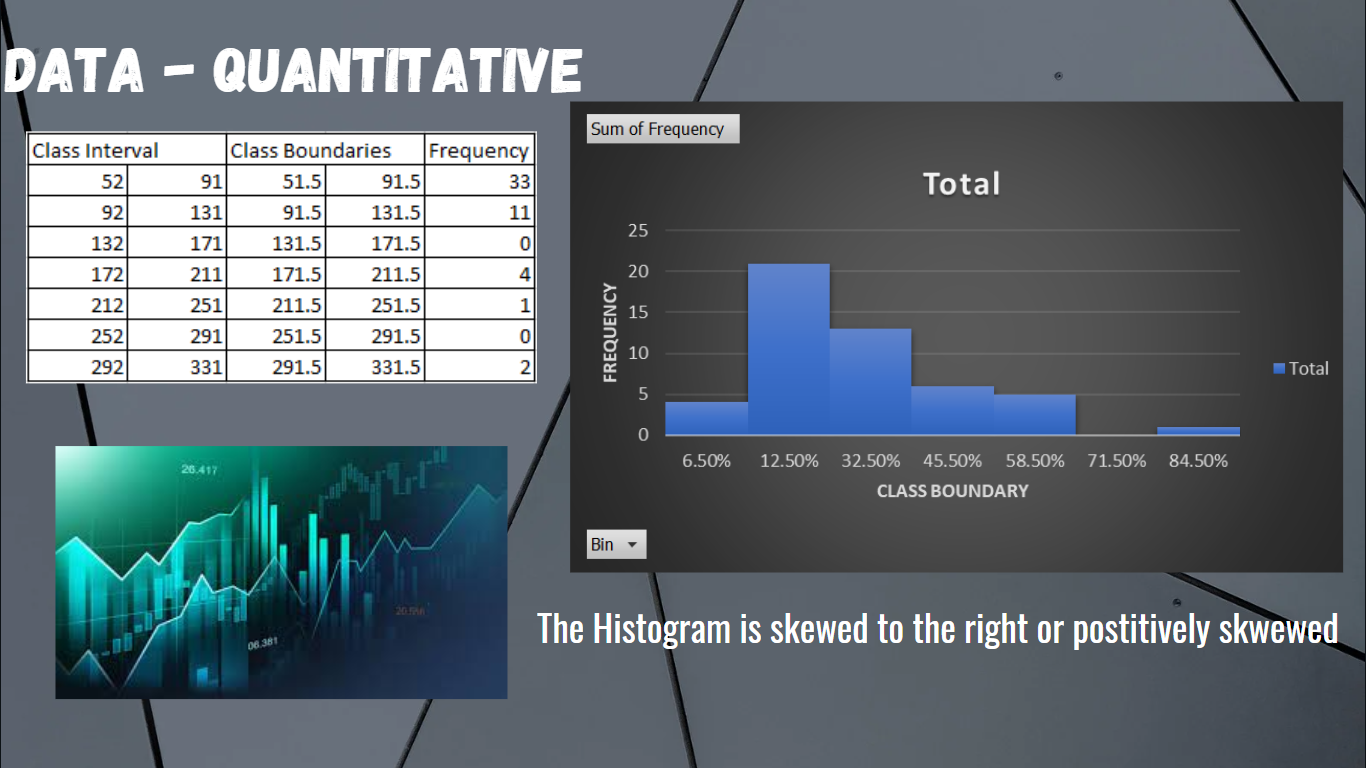 DATA - QUANTITATIVE
Class Interval Class Boundaries Frequency
52 91 51.5 91.5 33
92 131 91.5 131.5 11
132 171 131.5 171.5 0
172 211 171.5 211.5 4
212 251 211.5 251.5 1
252 291 251.5 291.5 0
292 331 291.5 331.5 2
Sum of Frequency
Total
25
20
15
10
5
0
FREQUENCY
6.50% 12.50% 32.50% 45.50% 58.50% 71.50% 84.50%
CLASS BOUNDARY
Total
Bin
26.417
06.381
The Histogram is skewed to the right or postitively skwewed